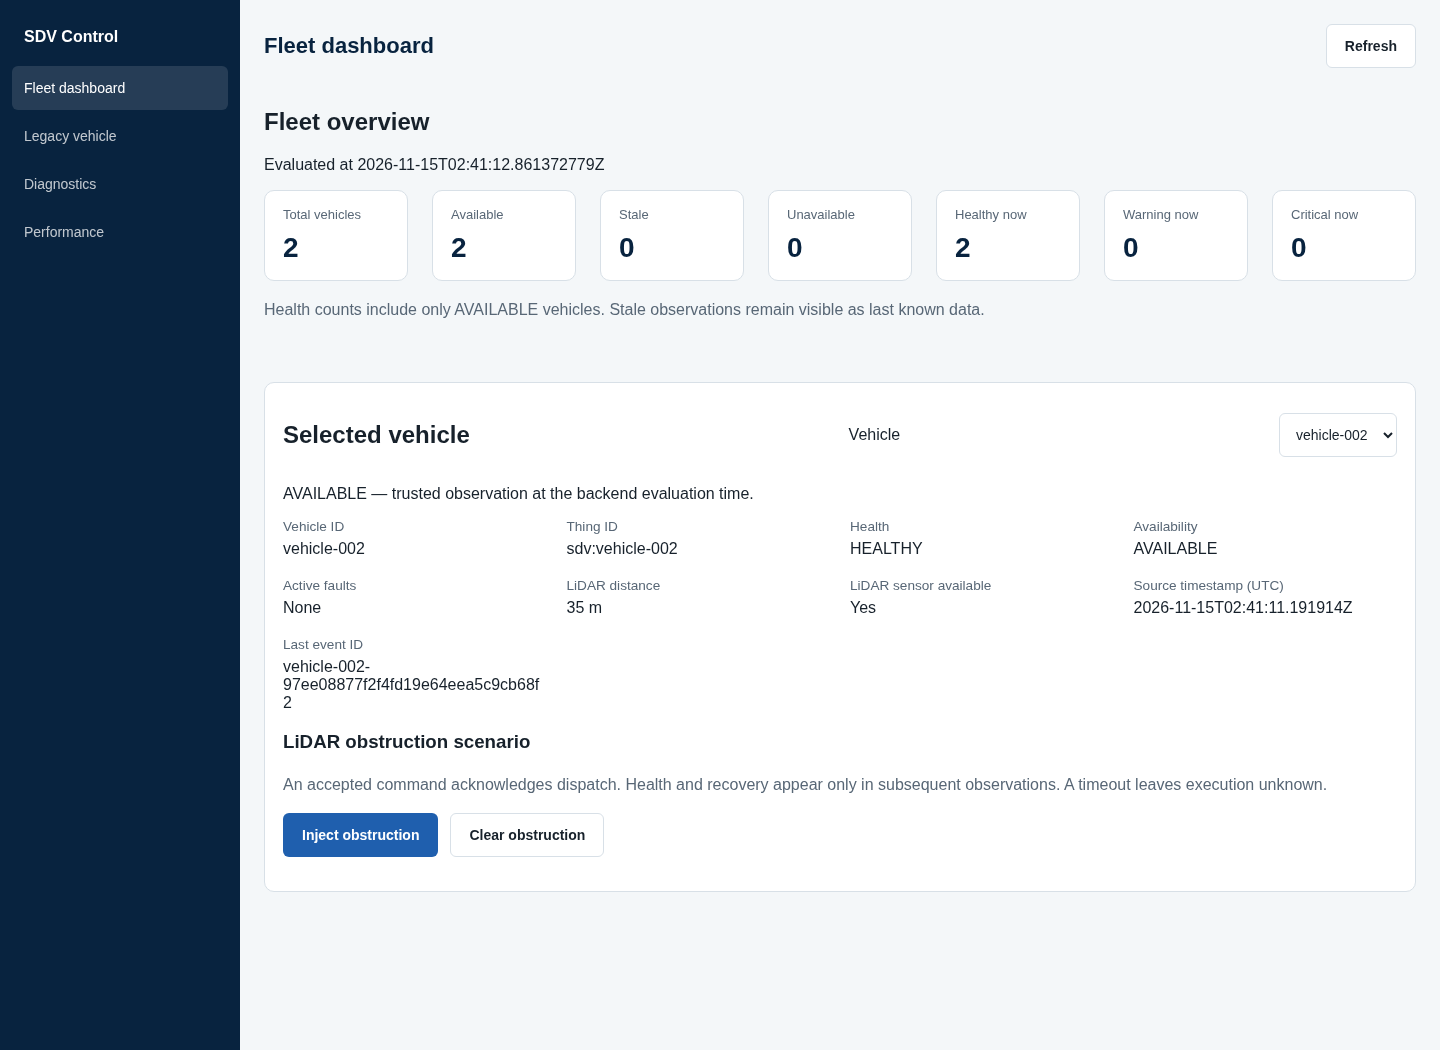 SDV Control
Fleet dashboard
Legacy vehicle
Diagnostics
Performance
Fleet dashboard
Refresh
Fleet overview
Evaluated at 2026-11-15T02:41:12.861372779Z
Total vehicles
2
Available
2
Stale
0
Unavailable
0
Healthy now
2
Warning now
0
Critical now
0
Health counts include only AVAILABLE vehicles. Stale observations remain visible as last known data.
Selected vehicle
Vehicle
vehicle-002
AVAILABLE — trusted observation at the backend evaluation time.
Vehicle ID
vehicle-002
Thing ID
sdv:vehicle-002
Health
HEALTHY
Availability
AVAILABLE
Active faults
None
LiDAR distance
35 m
LiDAR sensor available
Yes
Source timestamp (UTC)
2026-11-15T02:41:11.191914Z
Last event ID
vehicle-002-
97ee08877f2f4fd19e64eea5c9cb68f
2
LiDAR obstruction scenario
An accepted command acknowledges dispatch. Health and recovery appear only in subsequent observations. A timeout leaves execution unknown.
Inject obstruction
Clear obstruction